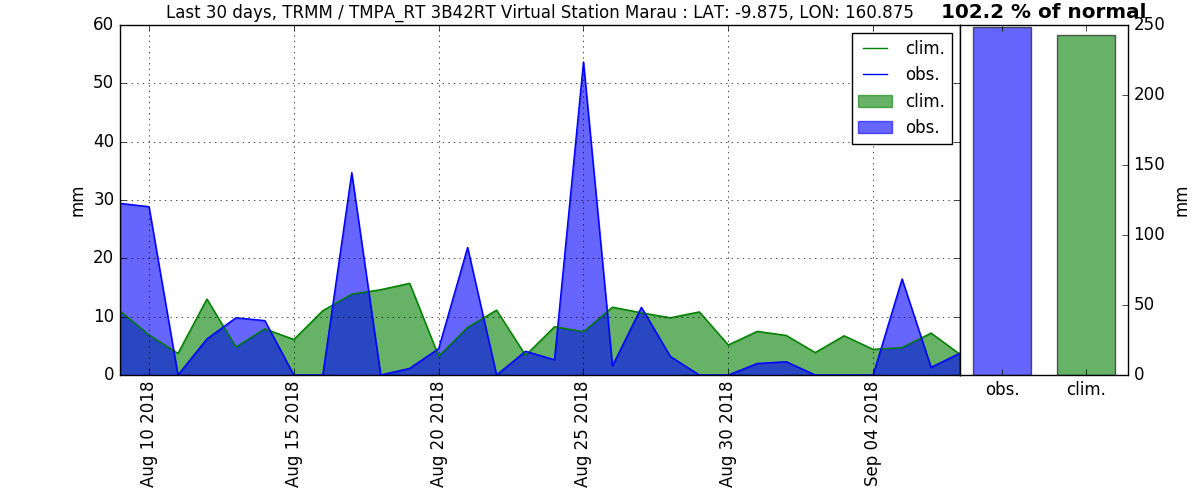 Last 30 days, TRMM / TMPA_RT 3B42RT Virtual Station Marau : LAT: -9.875, LON: 160.875
102.2 % of normal
60
50
40
30
20
10
0
mm
clim.
obs.
clim.
obs.
250
200
150
100
50
0
mm
obs.
clim.
Aug 10 2018
Aug 15 2018
Aug 20 2018
Aug 25 2018
Aug 30 2018
Sep 04 2018